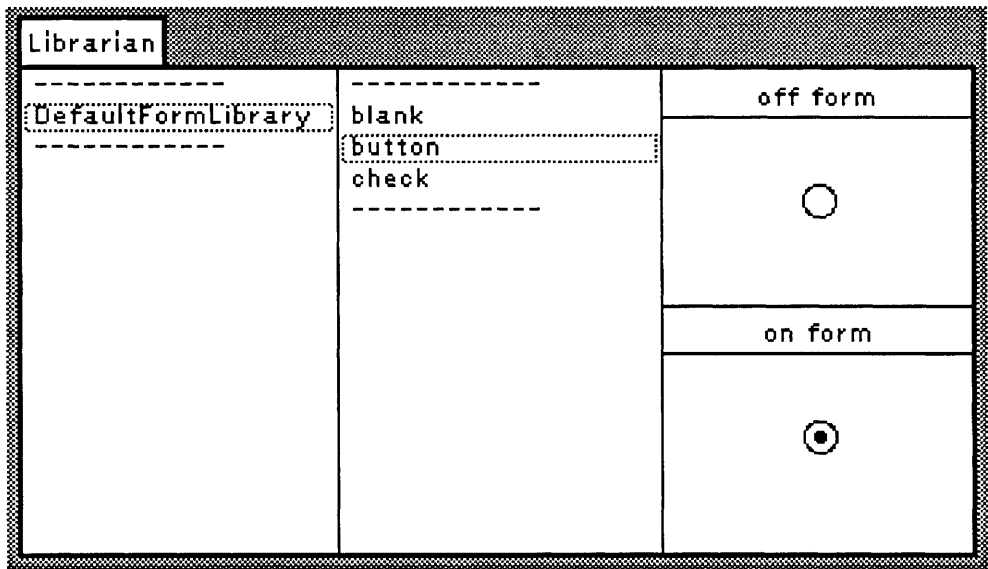 Librarian
------------
DefaultFormLibrary
------------
------------
blank
button
check
------------
off form
on form